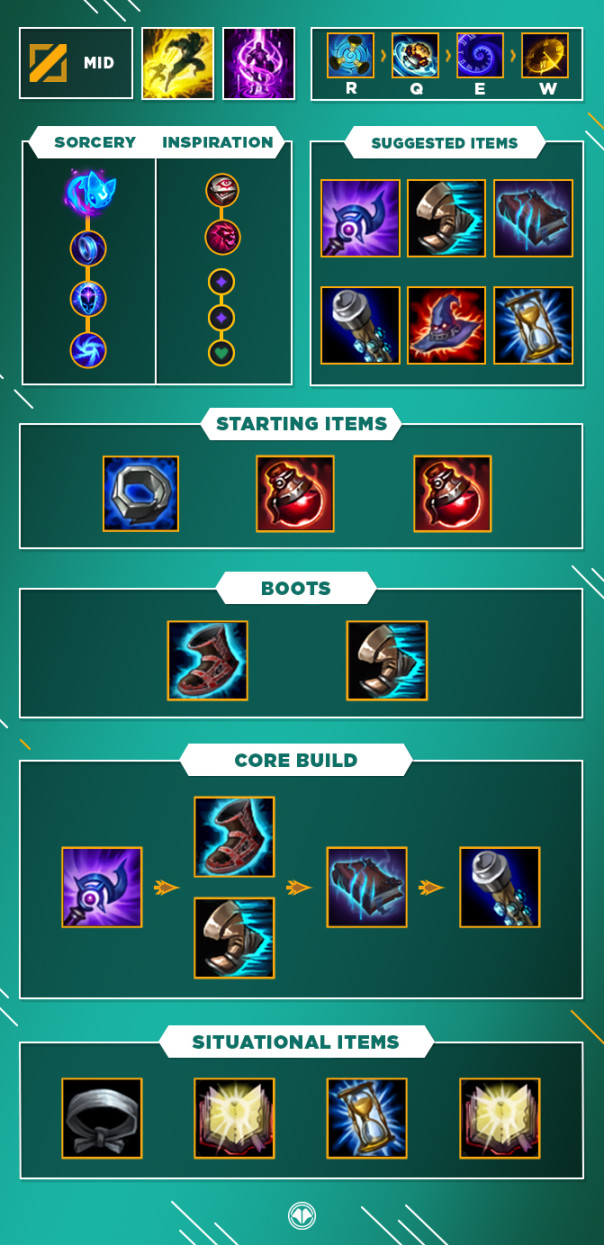 MID
R Q E W
SORCERY INSPIRATION
SUGGESTED ITEMS
STARTING ITEMS
BOOTS
CORE BUILD
SITUATIONAL ITEMS